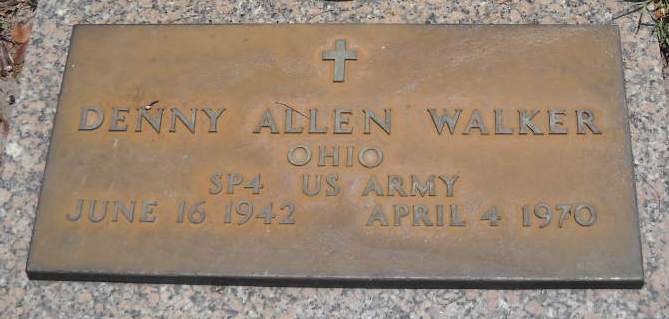 DENNY ALLEN WALKER
OHIO
SP4 US ARMY
JUNE 16 1942 APRIL 4 1970